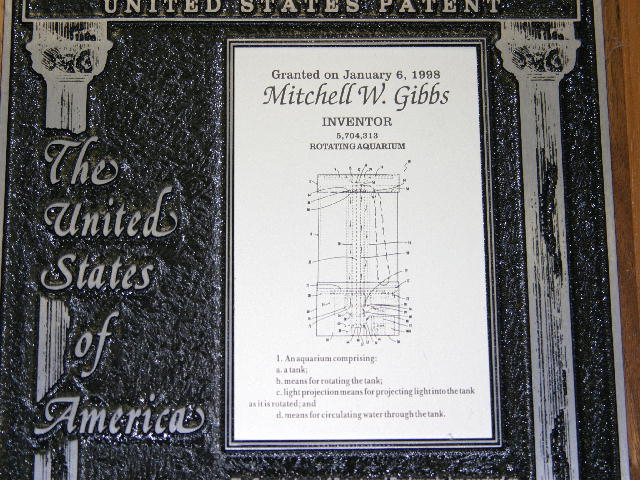 UNITED STATES PATENT
The
United
States
of
America
Granted on January 6, 1998
Mitchell W. Gibbs
INVENTOR
5,704,313
ROTATING AQUARIUM
1. An aquarium comprising:
a. a tank;
b. means for rotating the tank;
c. light projection means for projecting light into the tank
as it is rotated; and
d. means for circulating water through the tank.